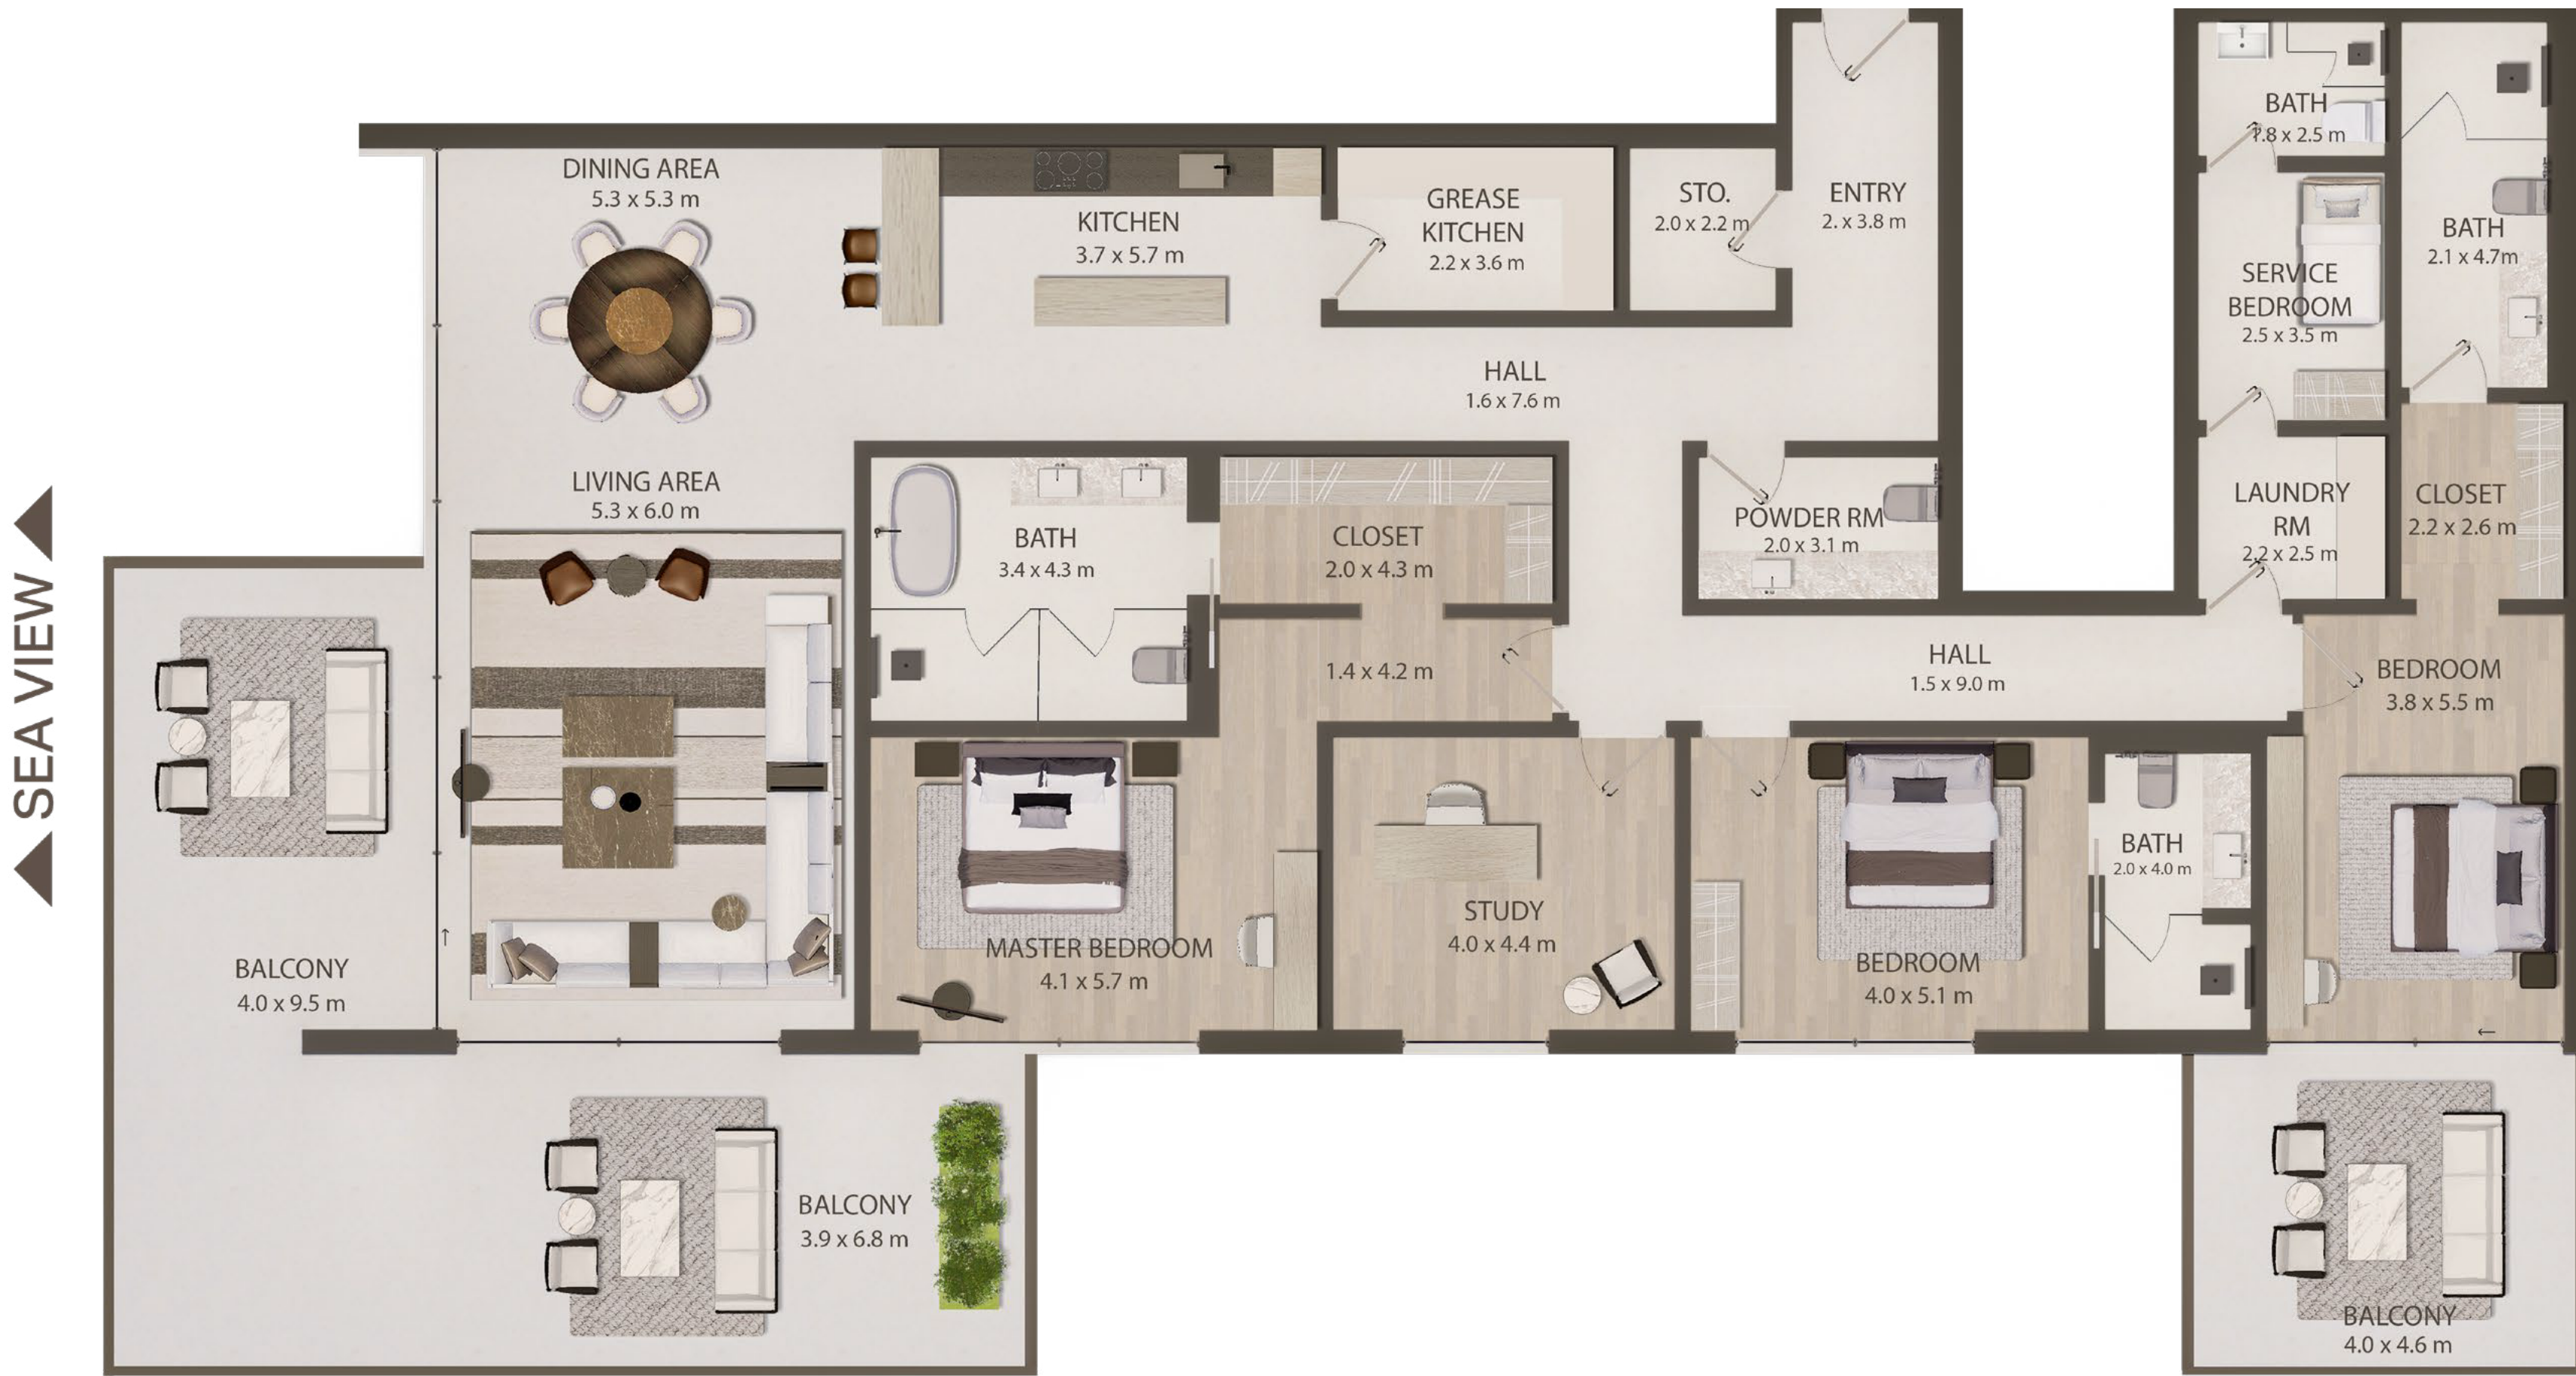 SEA VIEW
DINING AREA
5.3 x 5.3 m
KITCHEN
3.7 x 5.7 m
GREASE
KITCHEN
2.2 x 3.6 m
STO.
2.0 x 2.2 m
ENTRY
2. x 3.8 m
BATH
1.8 x 2.5 m
BATH
2.1 x 4.7m
SERVICE
BEDROOM
2.5 x 3.5 m
HALL
1.6 x 7.6 m
LIVING AREA
5.3 x 6.0 m
BATH
3.4 x 4.3 m
CLOSET
2.0 x 4.3 m
POWDER RM
2.0 x 3.1 m
LAUNDRY
RM
2.2 x 2.5 m
CLOSET
2.2 x 2.6 m
1.4 x 4.2 m
HALL
1.5 x 9.0 m
BEDROOM
3.8 x 5.5 m
BALCONY
4.0 x 9.5 m
MASTER BEDROOM
4.1 x 5.7 m
STUDY
4.0 x 4.4 m
BEDROOM
4.0 x 5.1 m
BATH
2.0 x 4.0 m
BALCONY
3.9 x 6.8 m
BALCONY
4.0 x 4.6 m